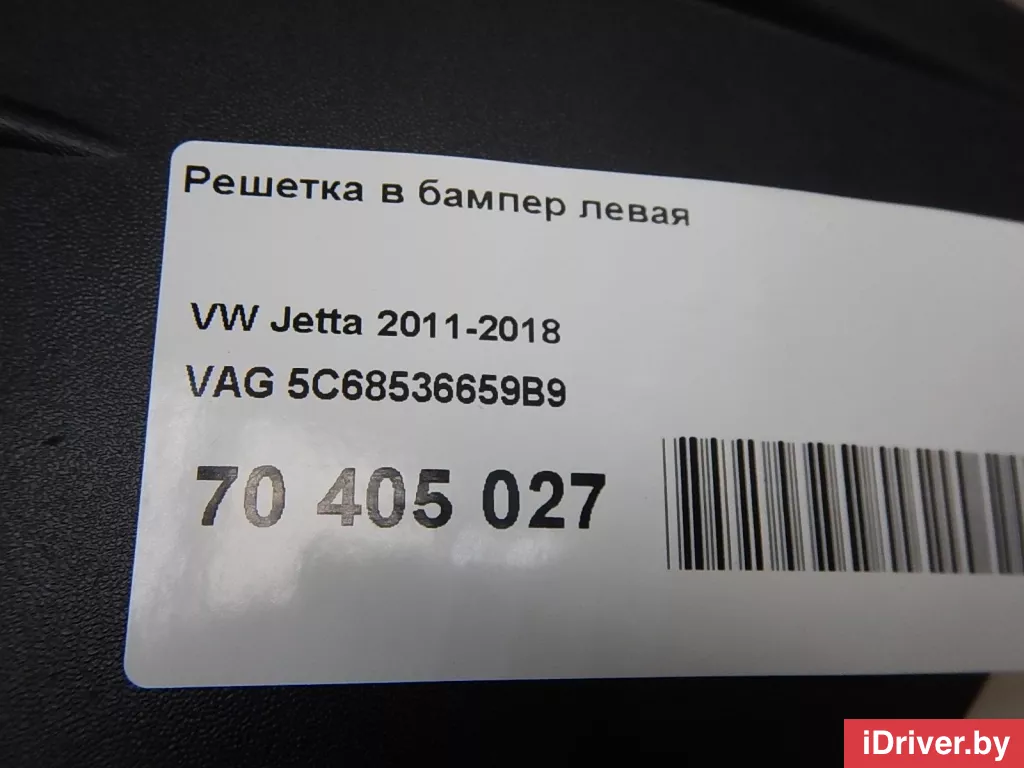 Решетка в бампер левая
VW Jetta 2011-2018
VAG 5C68536659B9
70 405 027
iDriver.by